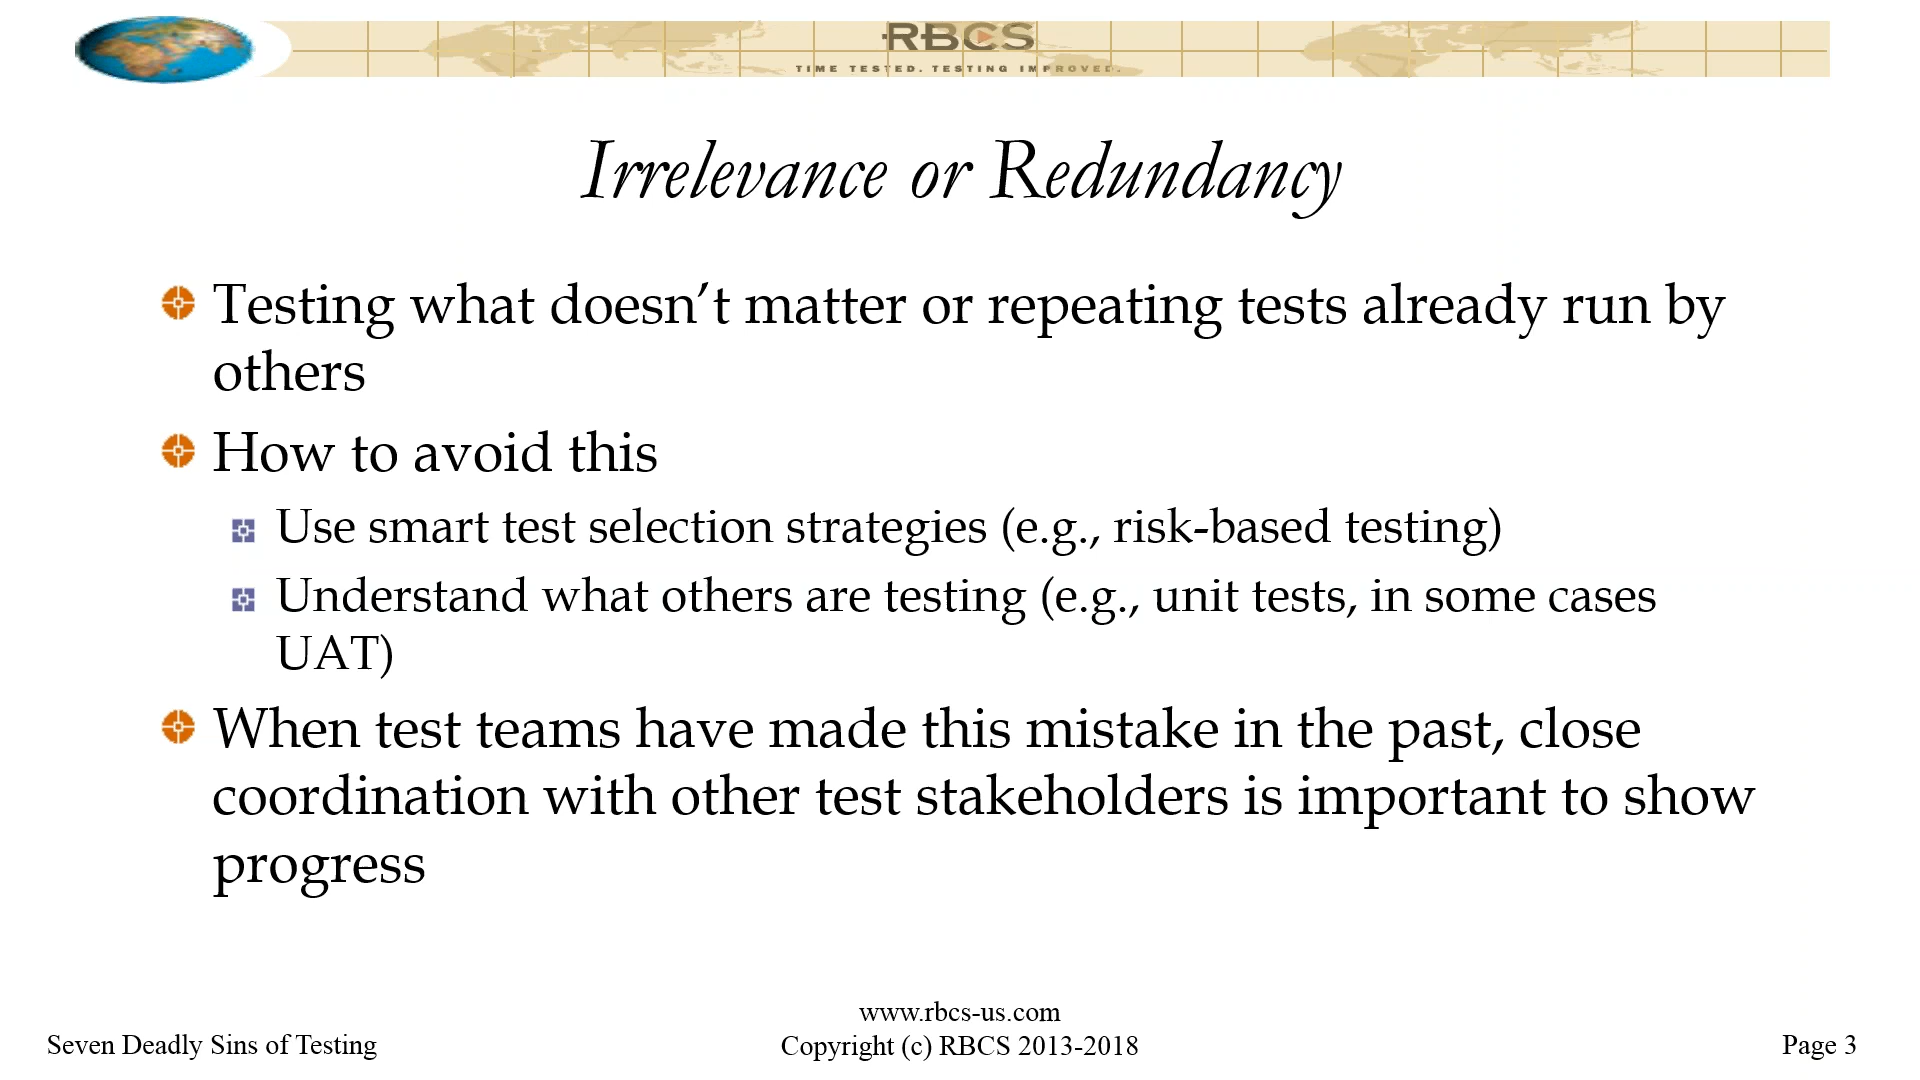 RBCS
TIME TESTED. TESTING IMPROVED.
Irrelevance or Redundancy
Testing what doesn’t matter or repeating tests already run by
others
How to avoid this
Use smart test selection strategies (e.g., risk-based testing)
Understand what others are testing (e.g., unit tests, in some cases
UAT)
When test teams have made this mistake in the past, close
coordination with other test stakeholders is important to show
progress
www.rbcs-us.com
Seven Deadly Sins of Testing
Copyright (c) RBCS 2013-2018
Page 3